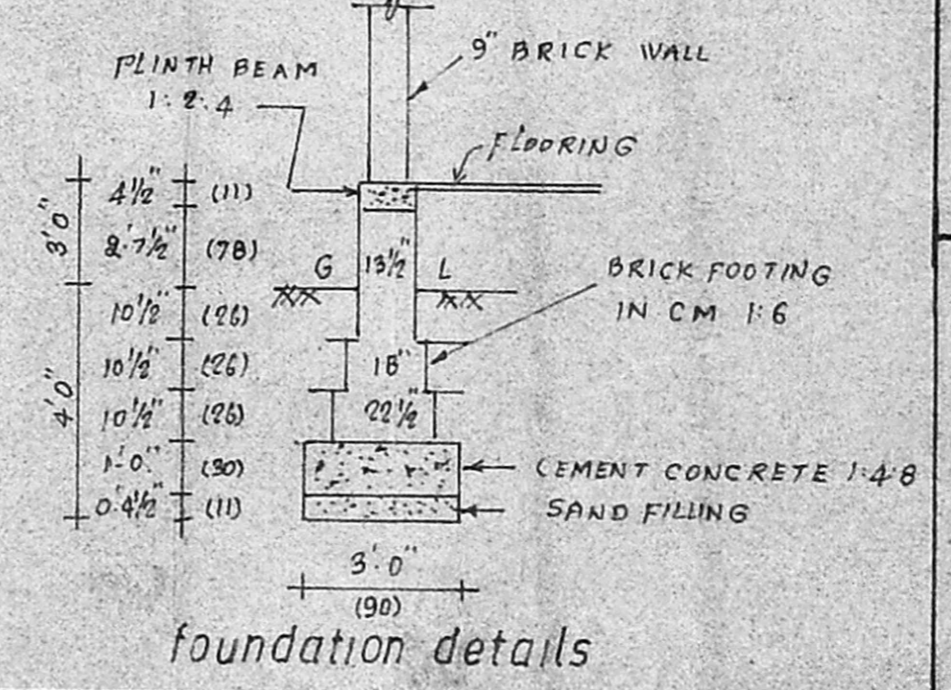 9" BRICK WALL
PLINTH BEAM
1:2:4
FLOORING
3'0"
4½" (11)
2'7½" (78)
13½"
G L
BRICK FOOTING
IN CM 1:6
4'0"
10½" (26)
10½" (26)
18"
10½" (26)
22½"
1-0" (30)
CEMENT CONCRETE 1:4:8
0.4½" (11)
SAND FILLING
3'0"
(90)
foundation details